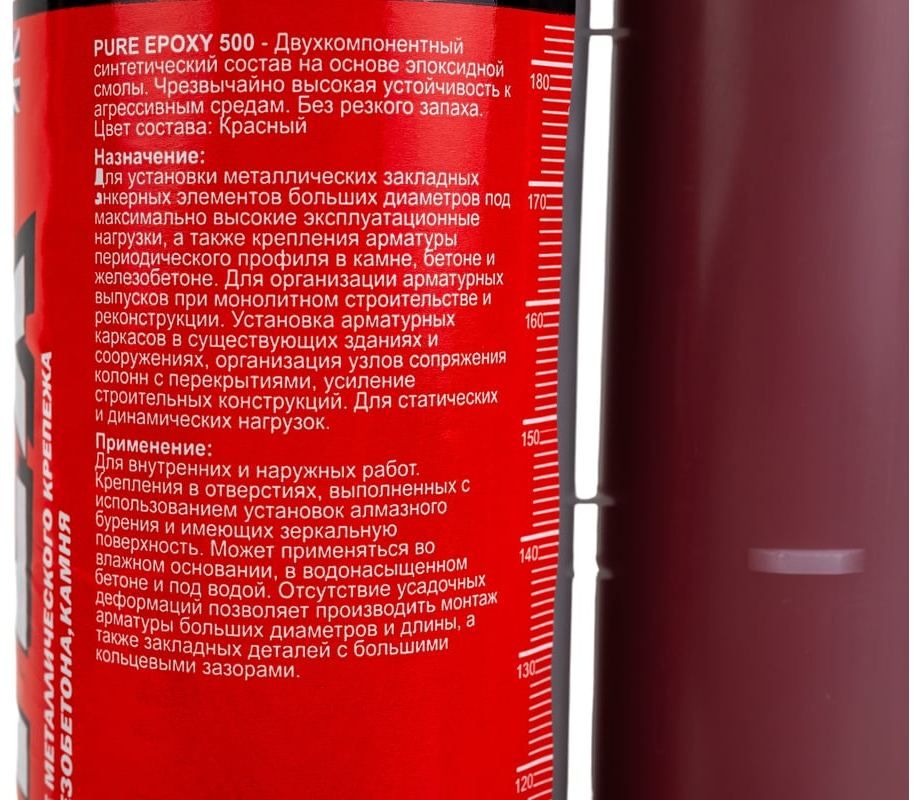 PURE EPOXY 500 - Двухкомпонентный
синтетический состав на основе эпоксидной
смолы. Чрезвычайно высокая устойчивость к
агрессивным средам. Без резкого запаха.
Цвет состава: Красный
Назначение:
Для установки металлических закладных
анкерных элементов больших диаметров под
максимально высокие эксплуатационные
нагрузки, а также крепления арматуры
периодического профиля в камне, бетоне и
железобетоне. Для организации арматурных
выпусков при монолитном строительстве и
реконструкции. Установка арматурных
каркасов в существующих зданиях и
сооружениях, организация узлов сопряжения
колонн с перекрытиями, усиление
строительных конструкций. Для статических
и динамических нагрузок.
Применение:
Для внутренних и наружных работ.
Крепления в отверстиях, выполненных с
использованием установок алмазного
бурения и имеющих зеркальную
поверхность. Может применяться во
влажном основании, в водонасыщенном
бетоне и под водой. Отсутствие усадочных
деформаций позволяет производить монтаж
арматуры больших диаметров и длины, а
также закладных деталей с большими
кольцевыми зазорами.
180
170
160
150
140
130
120
МЕТАЛЛИЧЕСКОГО КРЕПЕЖА
ЕЗОБЕТОНА, КАМНЯ